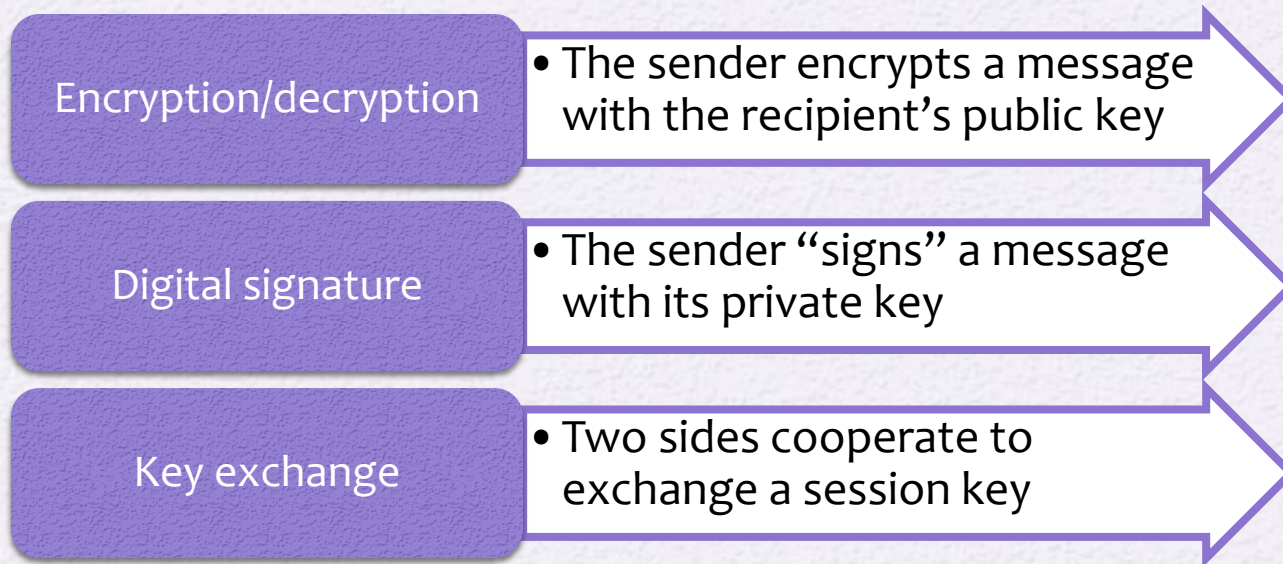 Encryption/decryption
• The sender encrypts a message
with the recipient’s public key
Digital signature
• The sender “signs” a message
with its private key
Key exchange
• Two sides cooperate to
exchange a session key